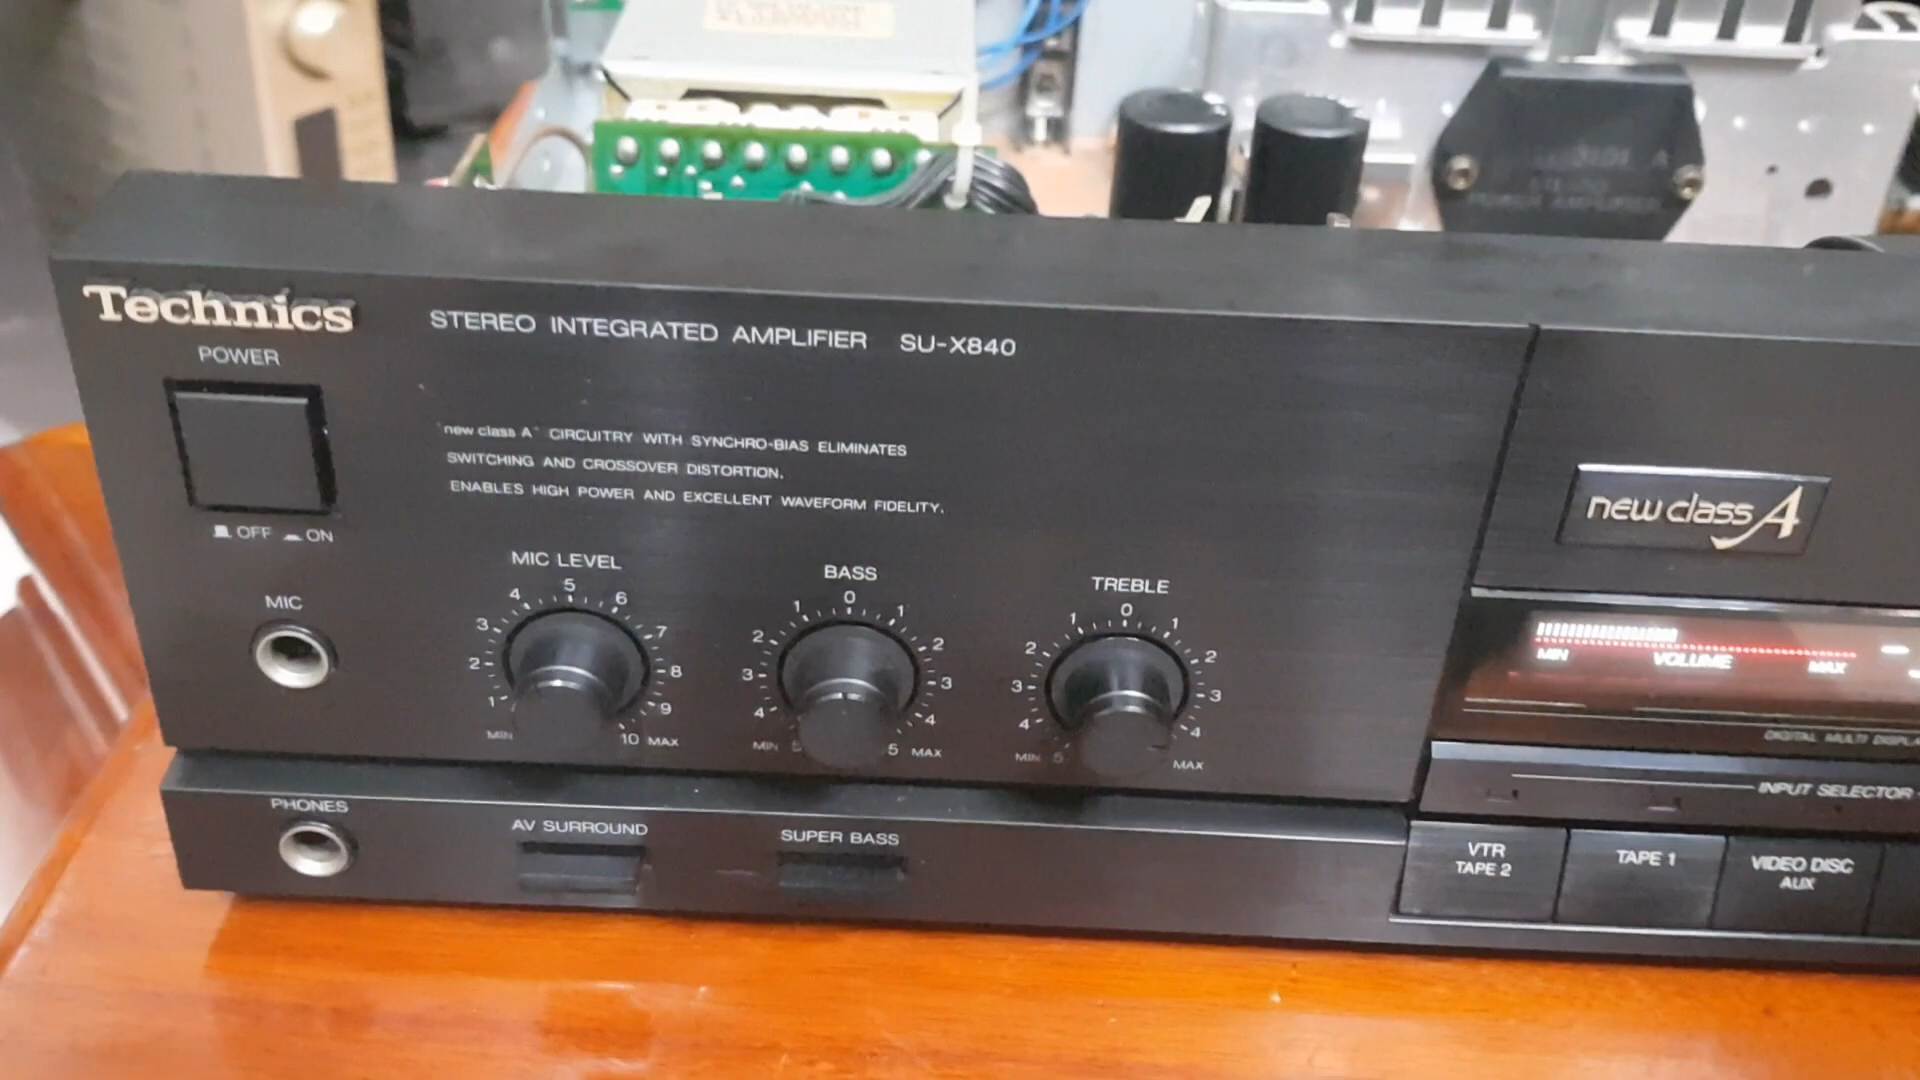 Technics
STEREO INTEGRATED AMPLIFIER SU-X840
POWER
OFF ON
"new class A" CIRCUITRY WITH SYNCHRO-BIAS ELIMINATES
SWITCHING AND CROSSOVER DISTORTION.
ENABLES HIGH POWER AND EXCELLENT WAVEFORM FIDELITY.
new class A
MIC
MIC LEVEL
MIN 1 2 3 4 5 6 7 8 9 10 MAX
BASS
MIN 5 4 3 2 1 0 1 2 3 4 5 MAX
TREBLE
MIN 5 4 3 2 1 0 1 2 3 4 MAX
MIN VOLUME MAX
DIGITAL MULTI
INPUT SELECTOR
PHONES
AV SURROUND
SUPER BASS
VTR
TAPE 2
TAPE 1
VIDEO DISC
AUX
POWER AMPLIFIER